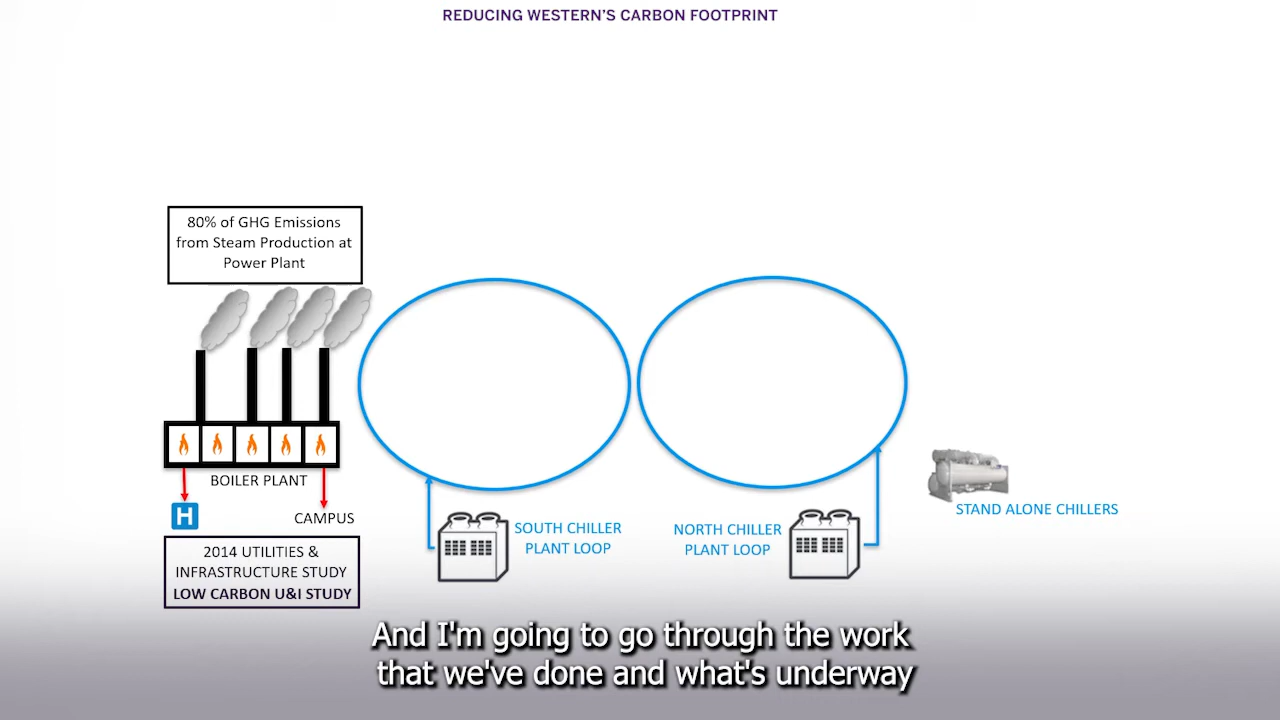 REDUCING WESTERN'S CARBON FOOTPRINT
80% of GHG Emissions
from Steam Production at
Power Plant
BOILER PLANT
H
CAMPUS
2014 UTILITIES &
INFRASTRUCTURE STUDY
LOW CARBON U&I STUDY
SOUTH CHILLER
PLANT LOOP
NORTH CHILLER
PLANT LOOP
STAND ALONE CHILLERS
And I'm going to go through the work
that we've done and what's underway